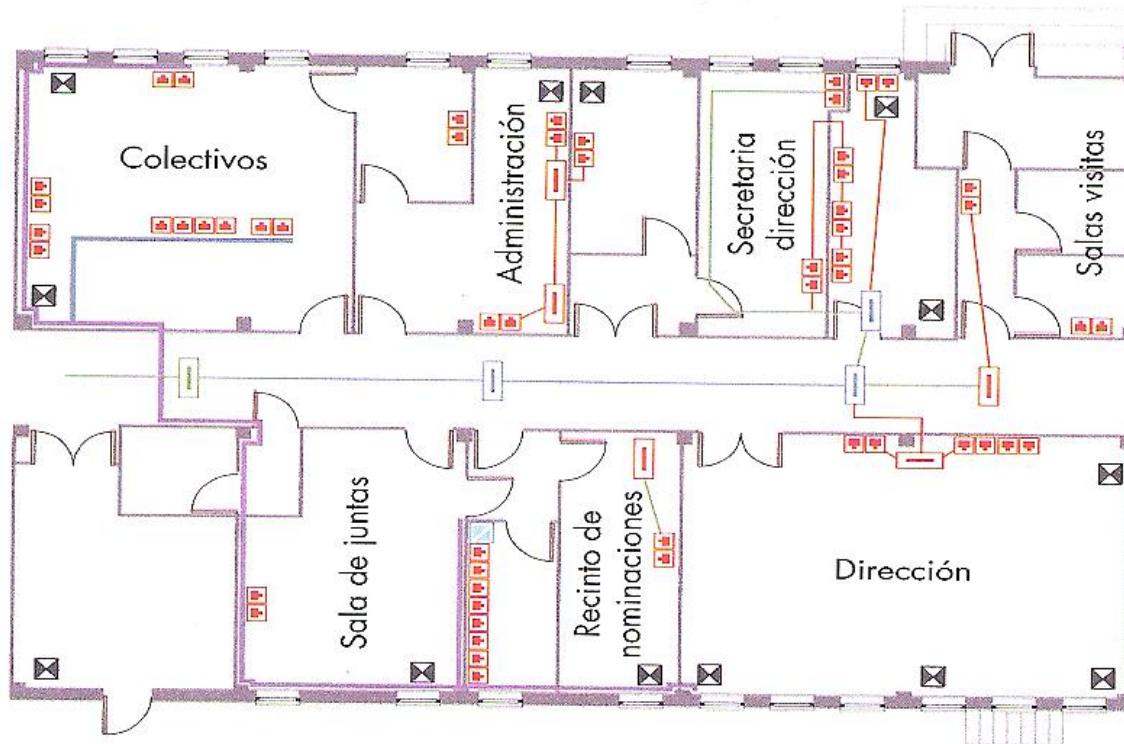 Colectivos
Administración
Secretaria
dirección
Salas visitas
Sala de juntas
Recinto de
nominaciones
Dirección